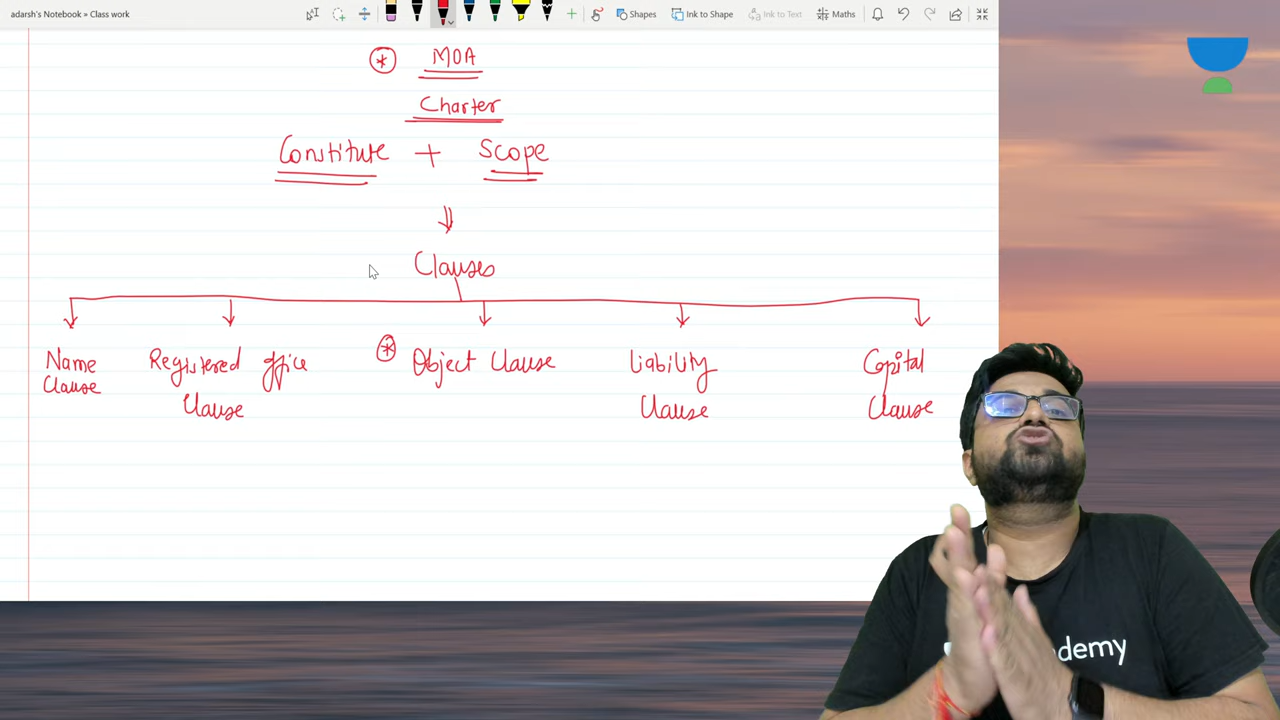 adarsh's Notebook » Class work
Shapes
Ink to Shape
Ink to Text
Maths
* MOA
Charter
Constitute + Scope
Clauses
Name Clause
Registered office Clause
* Object Clause
Liability Clause
Capital Clause
demy